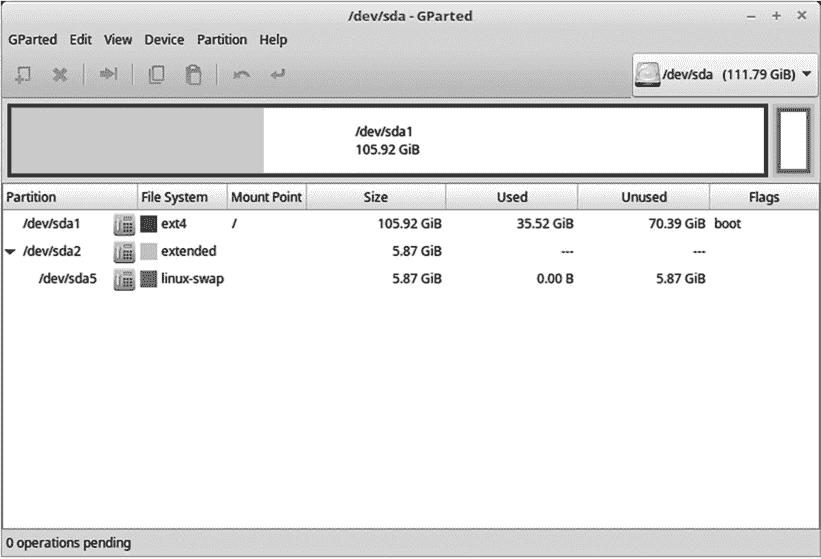 /dev/sda - GParted
GParted Edit View Device Partition Help
/dev/sda (111.79 GiB)
/dev/sda1
105.92 GiB
Partition File System Mount Point Size Used Unused Flags
/dev/sda1 ext4 / 105.92 GiB 35.52 GiB 70.39 GiB boot
/dev/sda2 extended 5.87 GiB --- ---
/dev/sda5 linux-swap 5.87 GiB 0.00 B 5.87 GiB
0 operations pending